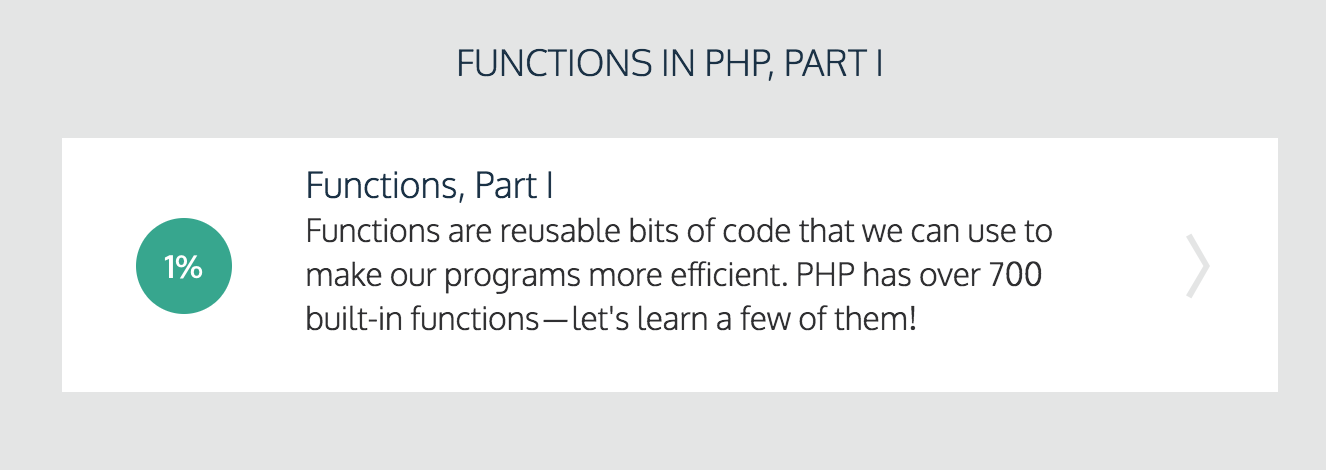 FUNCTIONS IN PHP, PART I
Functions, Part I
Functions are reusable bits of code that we can use to
1%
make our programs more efficient. PHP has over 700
built-in functions—let's learn a few of them!